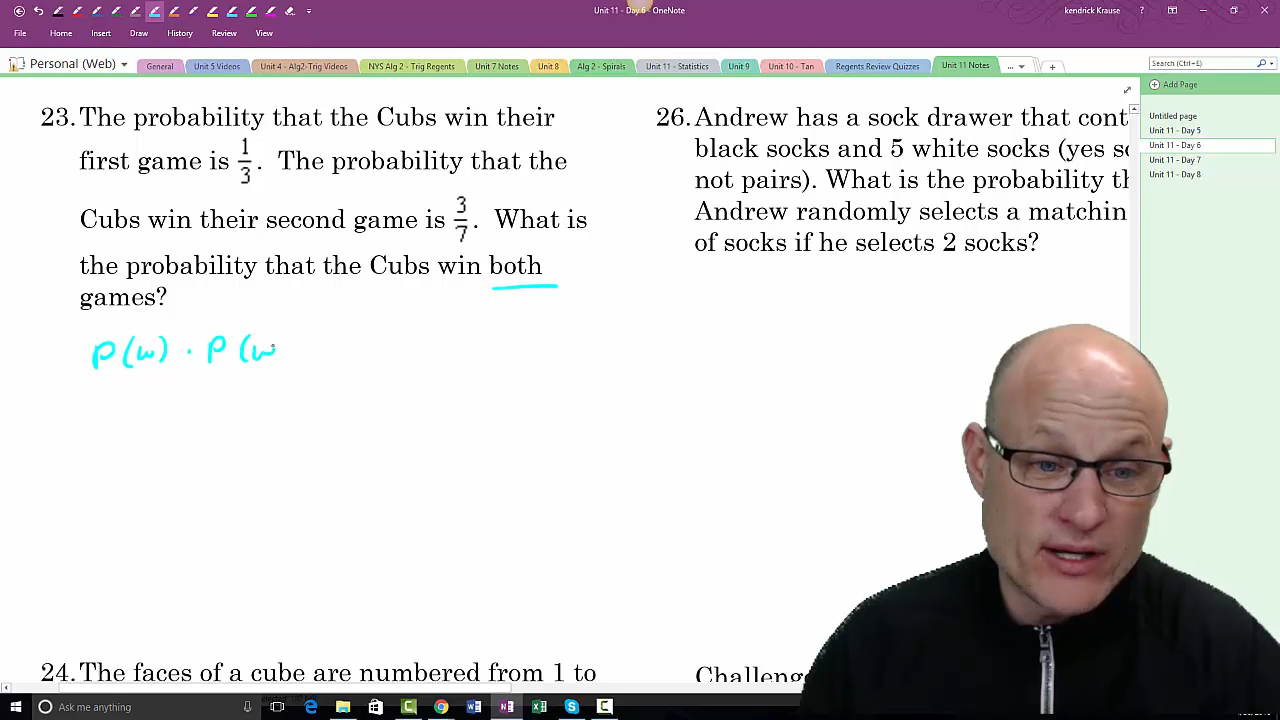 Unit 11 - Day 6 - OneNote
kendrick Krause
?
File
Home
Insert
Draw
History
Review
View
Personal (Web)
General
Unit 5 Videos
Unit 4 - Alg2-Trig Videos
NYS Alg 2 - Trig Regents
Unit 7 Notes
Unit 8
Alg 2 - Spirals
Unit 11 - Statistics
Unit 9
Unit 10 - Tan
Regents Review Quizzes
Unit 11 Notes
...
Search (Ctrl+E)
Add Page
Untitled page
Unit 11 - Day 5
Unit 11 - Day 6
Unit 11 - Day 7
Unit 11 - Day 8
23. The probability that the Cubs win their
first game is 1/3. The probability that the
Cubs win their second game is 3/7. What is
the probability that the Cubs win both
games?
P(w) · P(w
24. The faces of a cube are numbered from 1 to
26. Andrew has a sock drawer that cont
black socks and 5 white socks (yes so
not pairs). What is the probability th
Andrew randomly selects a matchin
of socks if he selects 2 socks?
Challeng
Ask me anything